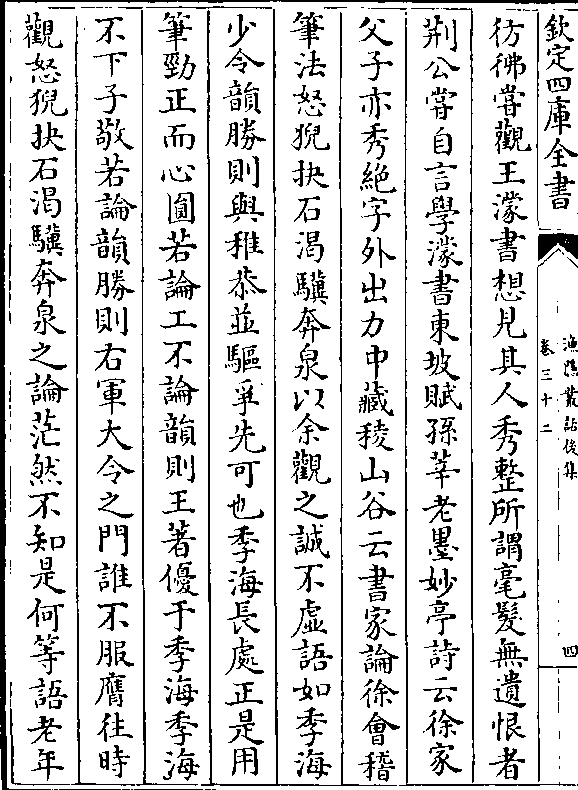 欽定四庫全書
漁隱叢話後集
卷三十二
四
彷彿嘗觀王濛書想見其人秀整所謂毫髮無遺恨者
荆公嘗自言學濛書東坡賦孫莘老墨妙亭詩云徐家
父子亦秀絶字外出力中藏稜山谷云書家論徐會稽
筆法怒猊抉石渴驥奔泉以余觀之誠不虛語如季海
少令韻勝則與稚恭並驅爭先可也季海長處正是用
筆勁正而心圓若論工不論韻則王著優于季海季海
不下子敬若論韻勝則右軍大令之門誰不服膺往時
觀怒猊抉石渴驥奔泉之論茫然不知是何等語老年